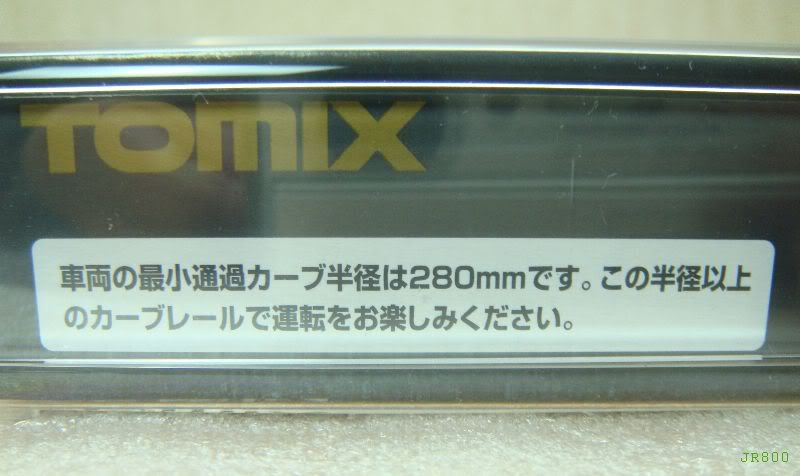 TOMIX
車両の最小通過カーブ半径は280mmです。この半径以上
のカーブレールで運転をお楽しみください。
JR800